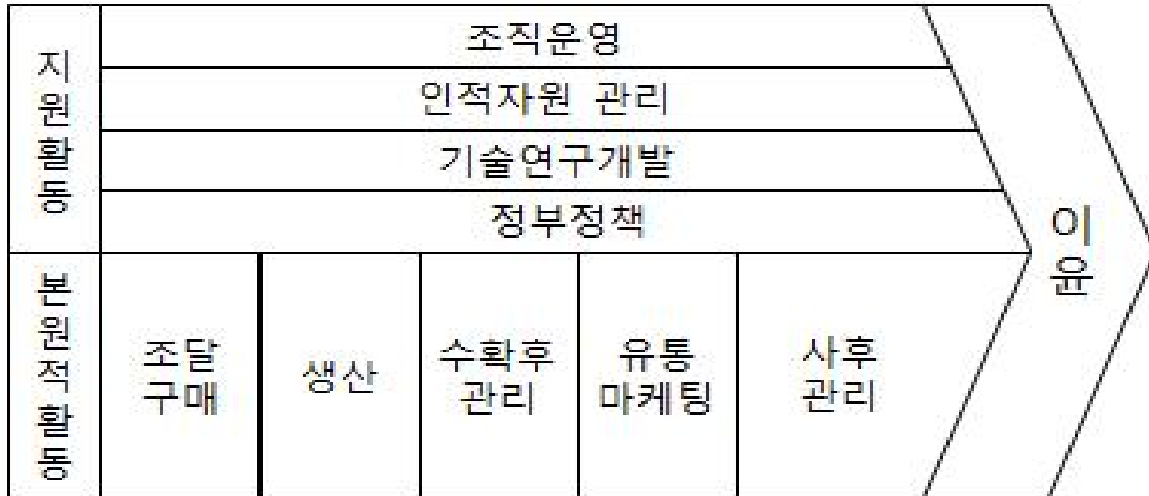 지원활동
조직운영
인적자원 관리
기술연구개발
정부정책
이윤
본원적 활동
조달
구매
생산
수확후
관리
유통
마케팅
사후
관리